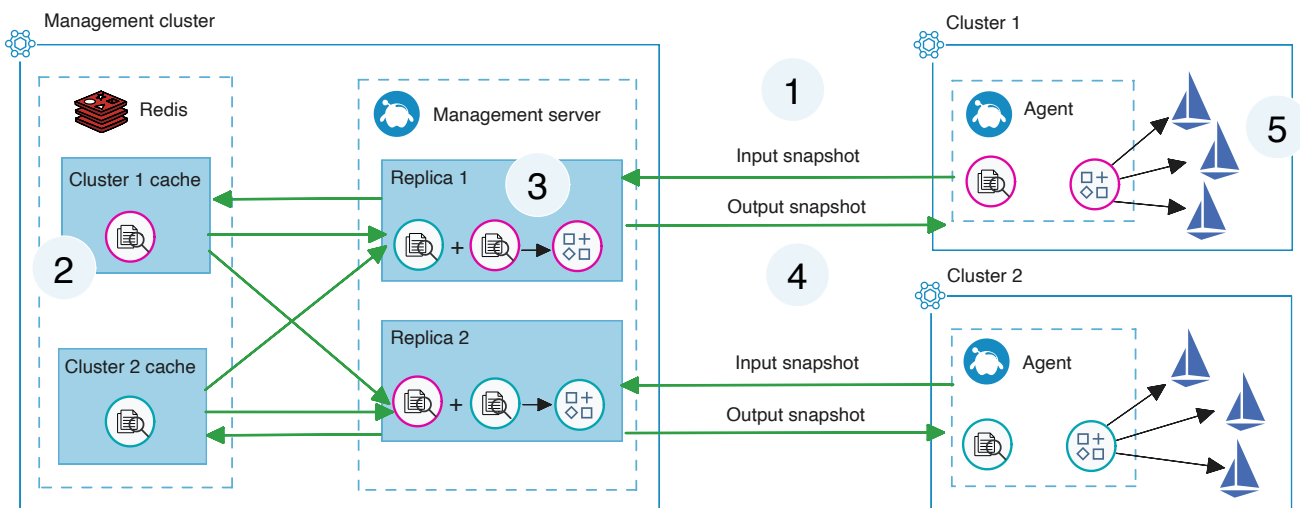 Management cluster
Cluster 1
Redis
Management server
1
Agent
5
Cluster 1 cache
Replica 1
3
Input snapshot
Output snapshot
2
+
4
Cluster 2
Cluster 2 cache
Replica 2
Input snapshot
Agent
+
Output snapshot